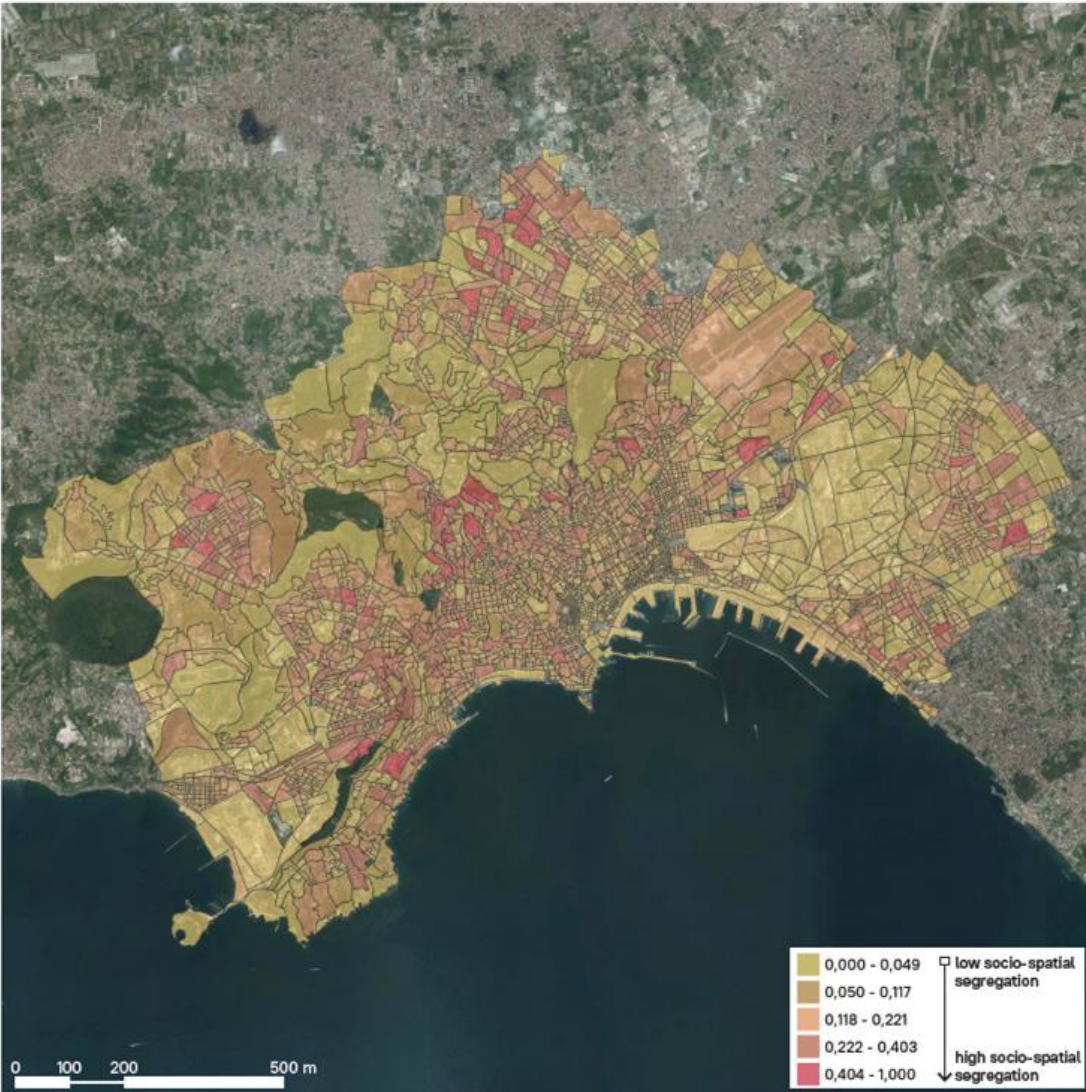 0,000 - 0,049
0,050 - 0,117
0,118 - 0,221
0,222 - 0,403
0,404 - 1,000
low socio-spatial
segregation
high socio-spatial
segregation
0 100 200 500 m